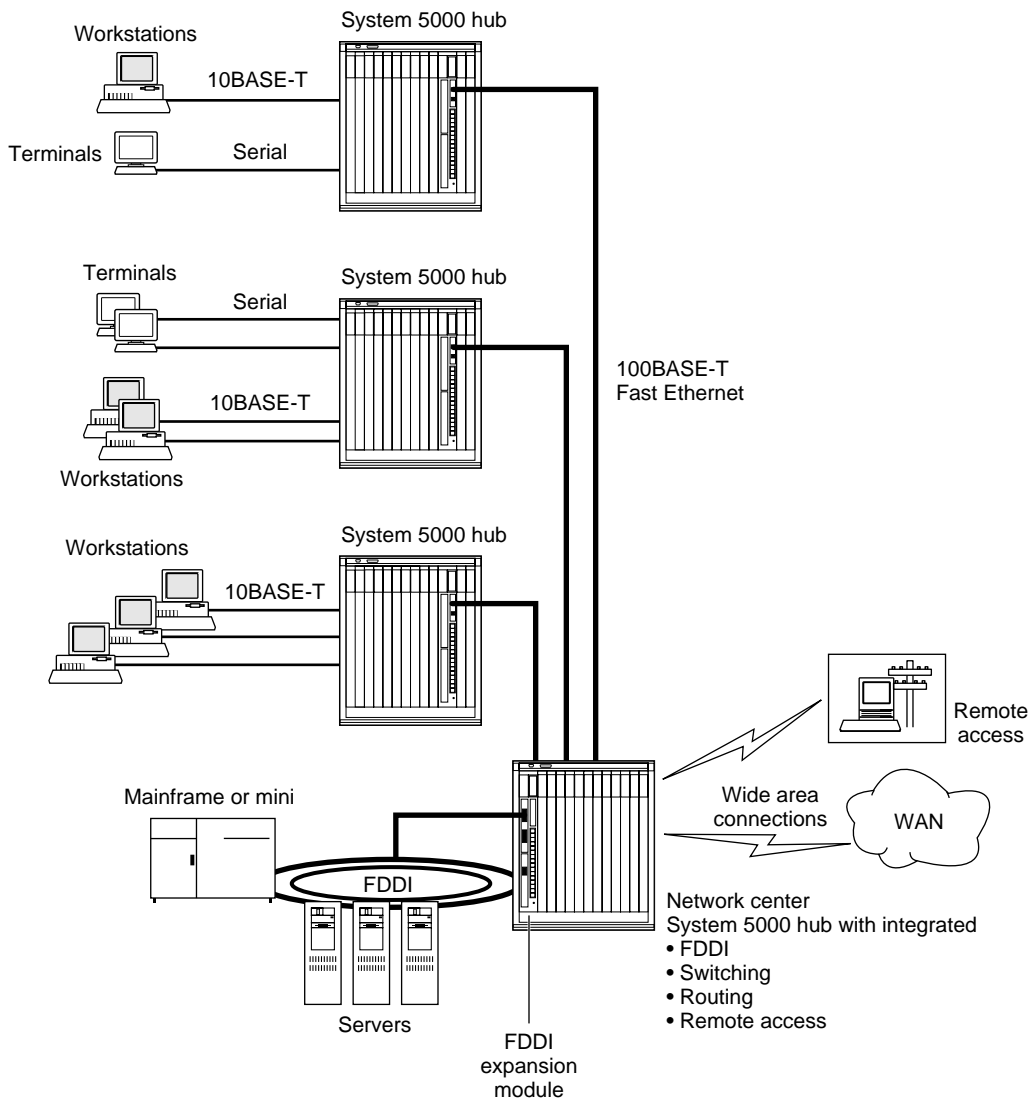 System 5000 hub
Workstations
10BASE-T
Terminals
Serial
System 5000 hub
Terminals
Serial
10BASE-T
Workstations
100BASE-T
Fast Ethernet
System 5000 hub
Workstations
10BASE-T
Remote
access
Wide area
connections
WAN
Mainframe or mini
FDDI
Servers
FDDI
expansion
module
Network center
System 5000 hub with integrated
• FDDI
• Switching
• Routing
• Remote access